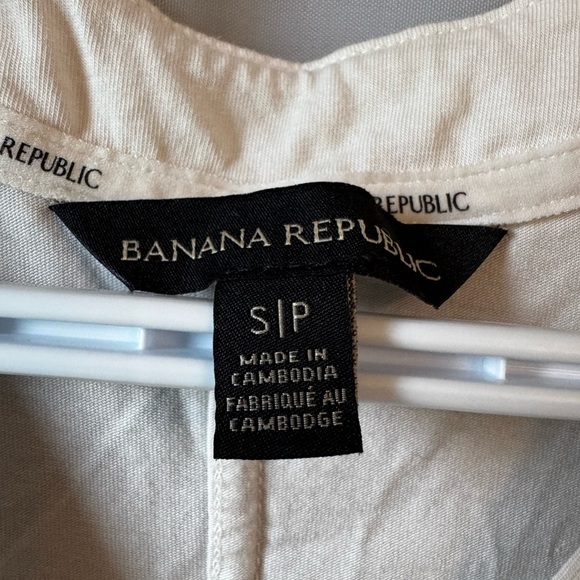 REPUBLIC
REPUBLIC
BANANA REPUBLIC
S|P
MADE IN
CAMBODIA
FABRIQUÉ AU
CAMBODGE